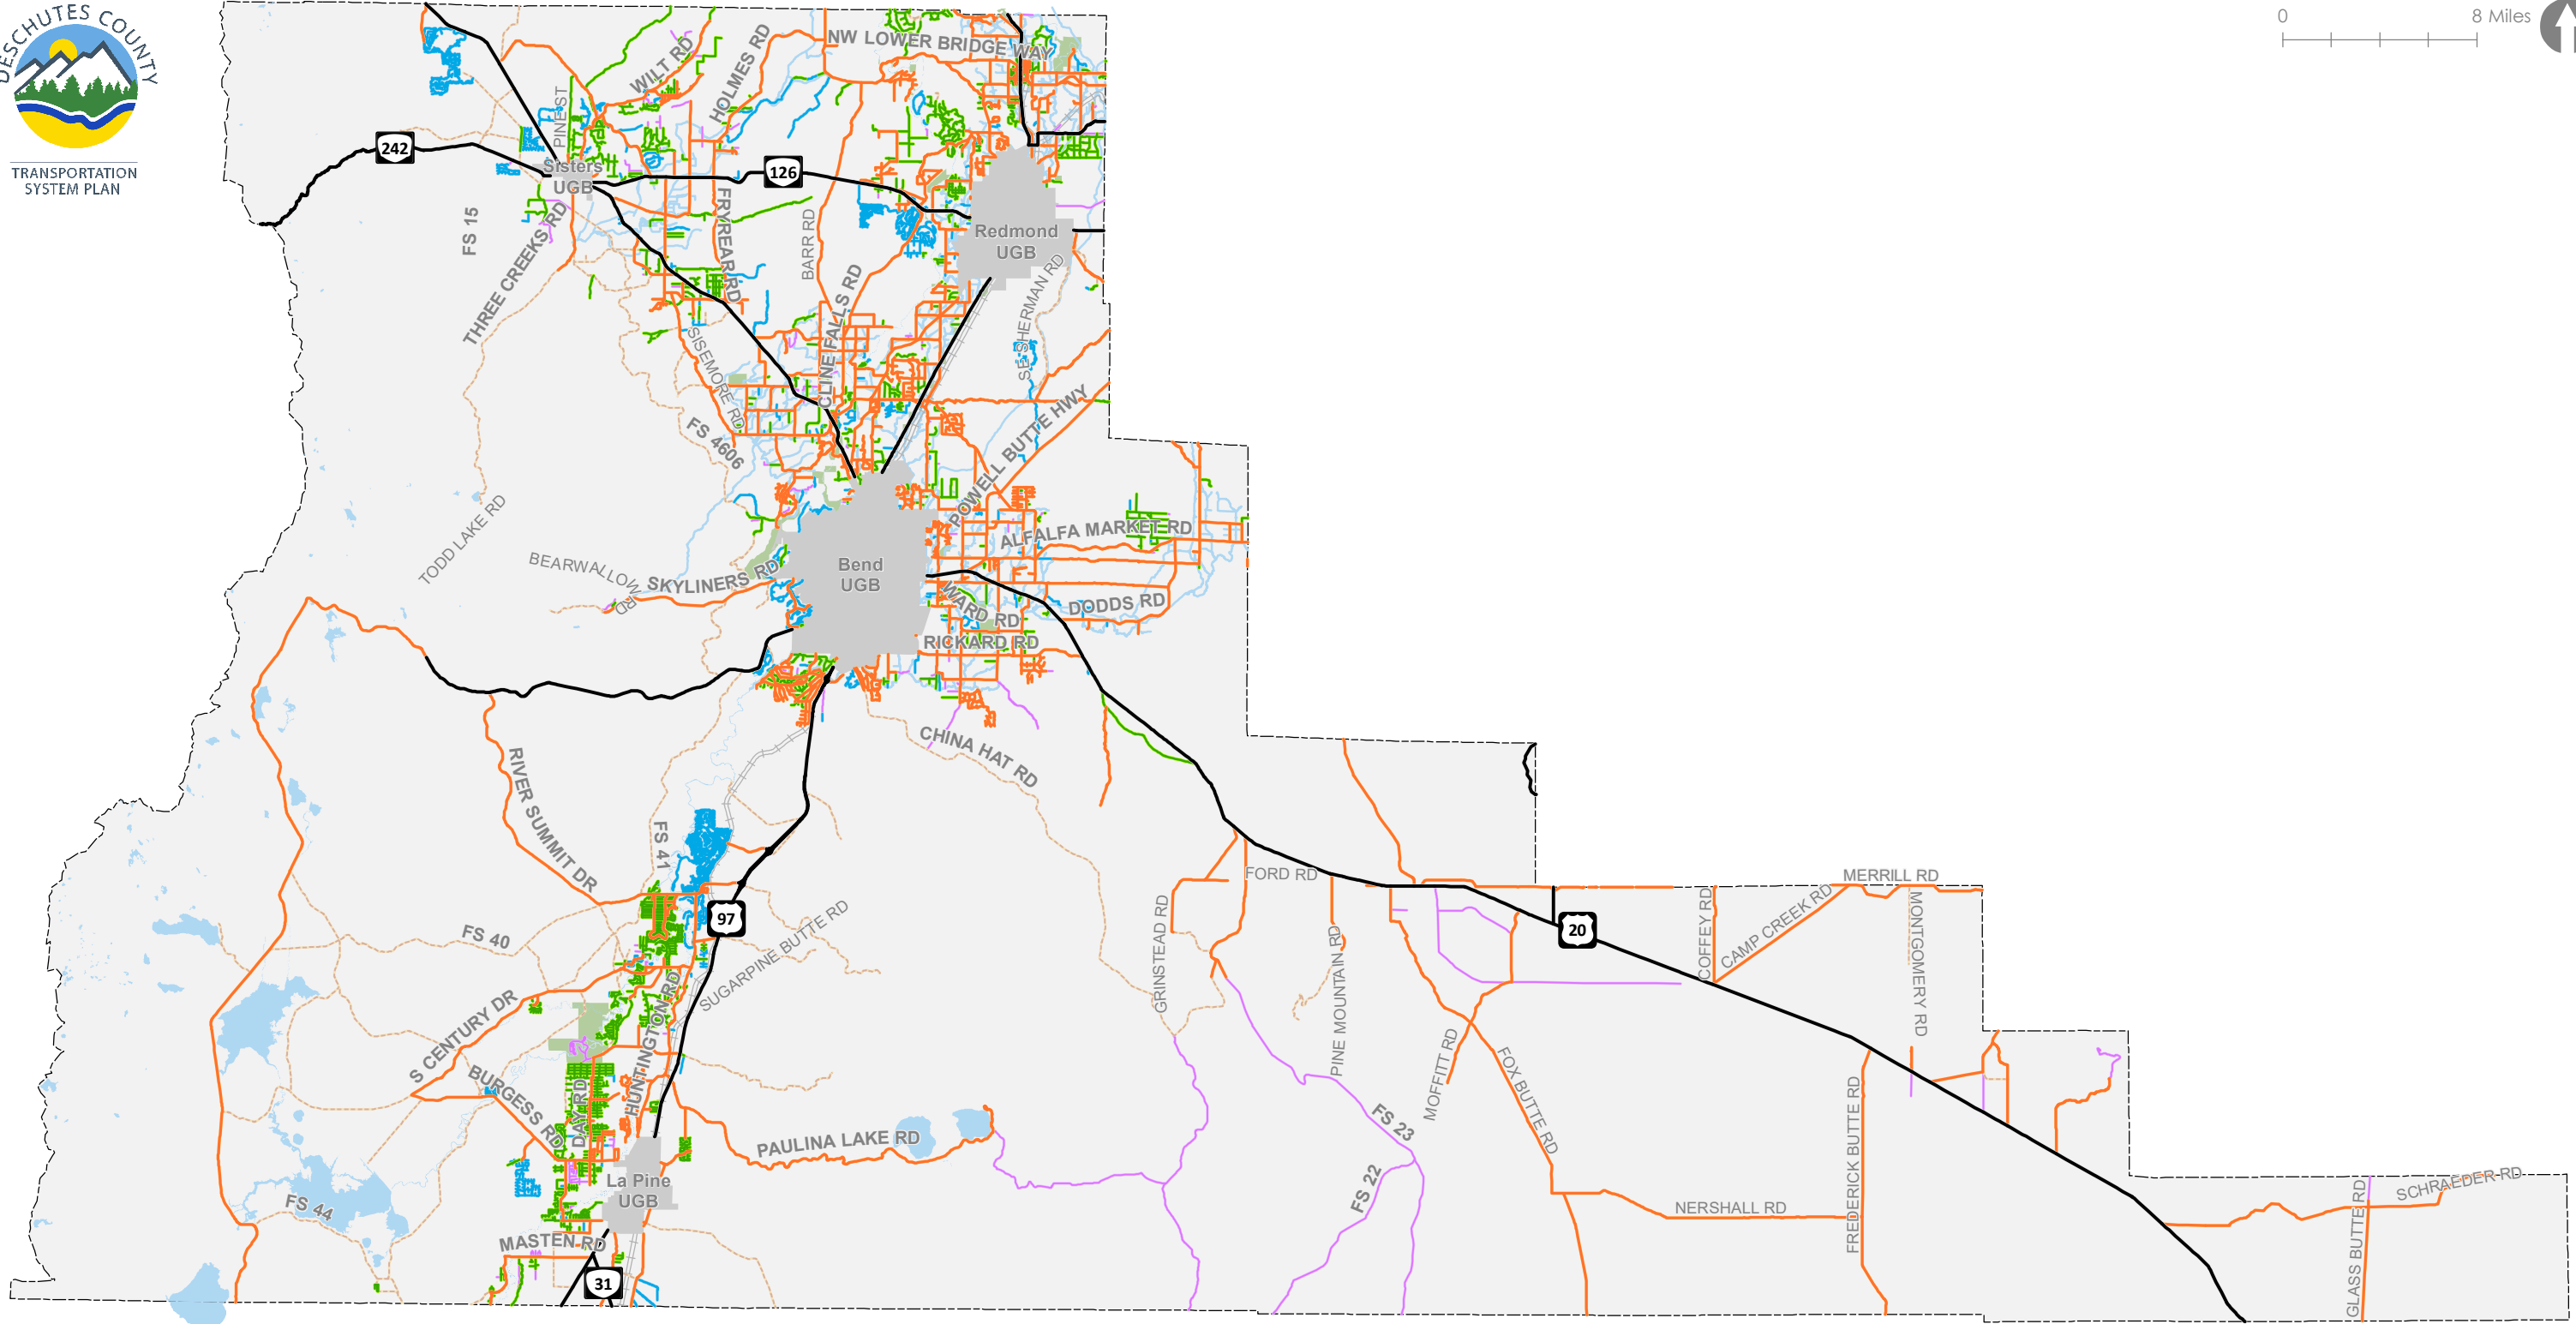 DESCHUTES COUNTY
TRANSPORTATION
SYSTEM PLAN
0 8 Miles
NW LOWER BRIDGE WAY
WILT RD
HOLMES RD
PINE ST
242
126
Sisters
UGB
FS 15
THREE CREEKS RD
FRYREAR RD
BARR RD
Redmond
UGB
SE SHERMAN RD
CLINE FALLS RD
SISEMORE RD
FS 4606
POWELL BUTTE HWY
TODD LAKE RD
ALFALFA MARKET RD
BEARWALLOW RD
SKYLINERS RD
Bend
UGB
WARD RD
DODDS RD
RICKARD RD
CHINA HAT RD
RIVER SUMMIT DR
FS 41
FORD RD
MERRILL RD
97
20
SUGARPINE BUTTE RD
FS 40
GRINSTEAD RD
PINE MOUNTAIN RD
COFFEY RD
CAMP CREEK RD
MONTGOMERY RD
S CENTURY DR
HUNTINGTON RD
BURGESS RD
DAY RD
MOFFITT RD
FOX BUTTE RD
FREDERICK BUTTE RD
PAULINA LAKE RD
FS 23
FS 22
La Pine
UGB
FS 44
NERSHALL RD
SCHRAEDER RD
GLASS BUTTE RD
MASTEN RD
31